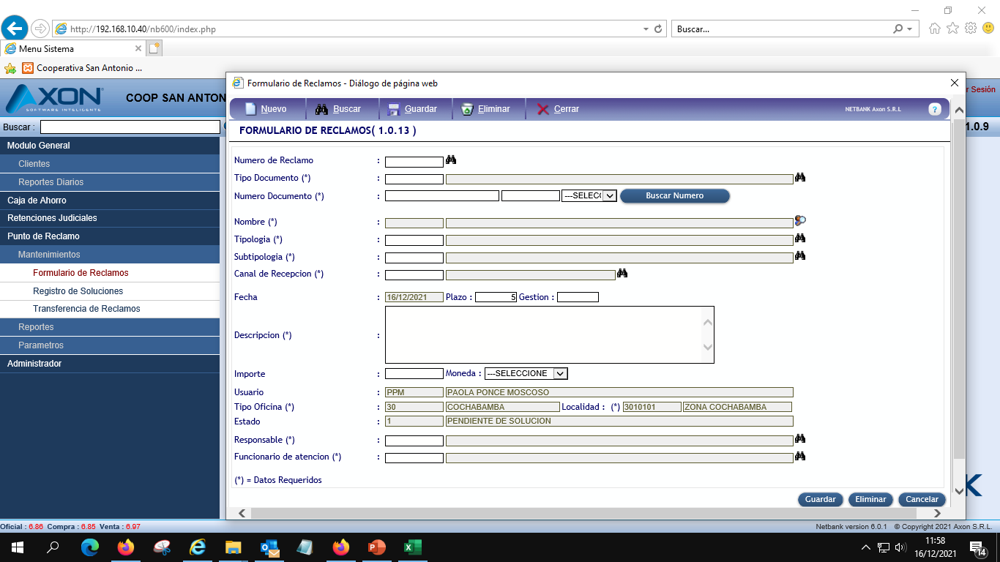 http://192.168.10.40/nb600/index.php
Buscar...
Menu Sistema
Cooperativa San Antonio ...
AXON
SOFTWARE INTELIGENTE
COOP SAN ANTON
r Sesión
Buscar :
1.0.9
Modulo General
Clientes
Reportes Diarios
Caja de Ahorro
Retenciones Judiciales
Punto de Reclamo
Mantenimientos
Formulario de Reclamos
Registro de Soluciones
Transferencia de Reclamos
Reportes
Parametros
Administrador
Formulario de Reclamos - Diálogo de página web
Nuevo Buscar Guardar Eliminar Cerrar NETBANK Axon S.R.L ?
FORMULARIO DE RECLAMOS( 1.0.13 )
Numero de Reclamo :
Tipo Documento (*) :
Numero Documento (*) : ---SELECC Buscar Numero
Nombre (*) :
Tipologia (*) :
Subtipologia (*) :
Canal de Recepcion (*) :
Fecha : 16/12/2021 Plazo : 5 Gestion :
Descripcion (*) :
Importe : Moneda : ---SELECCIONE
Usuario : PPM PAOLA PONCE MOSCOSO
Tipo Oficina (*) : 30 COCHABAMBA Localidad : (*) 3010101 ZONA COCHABAMBA
Estado : 1 PENDIENTE DE SOLUCION
Responsable (*) :
Funcionario de atencion (*) :
(*) = Datos Requeridos
Guardar Eliminar Cancelar
K
Oficial : 6.86 Compra : 6.85 Venta : 6.97
Netbank version 6.0.1 © Copyright 2021 Axon S.R.L.
11:58
16/12/2021
14